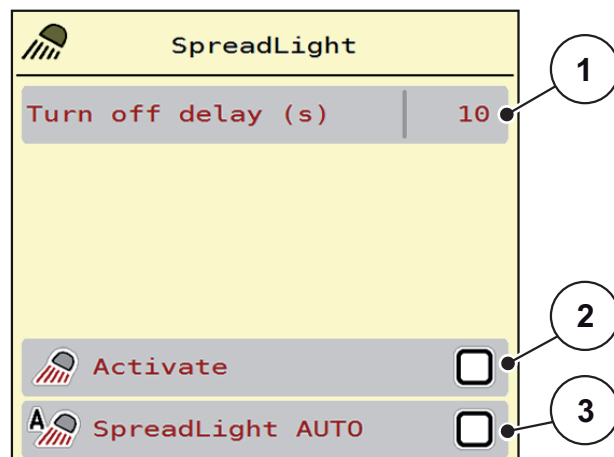 SpreadLight
1
Turn off delay (s) 10
2
Activate
3
A SpreadLight AUTO